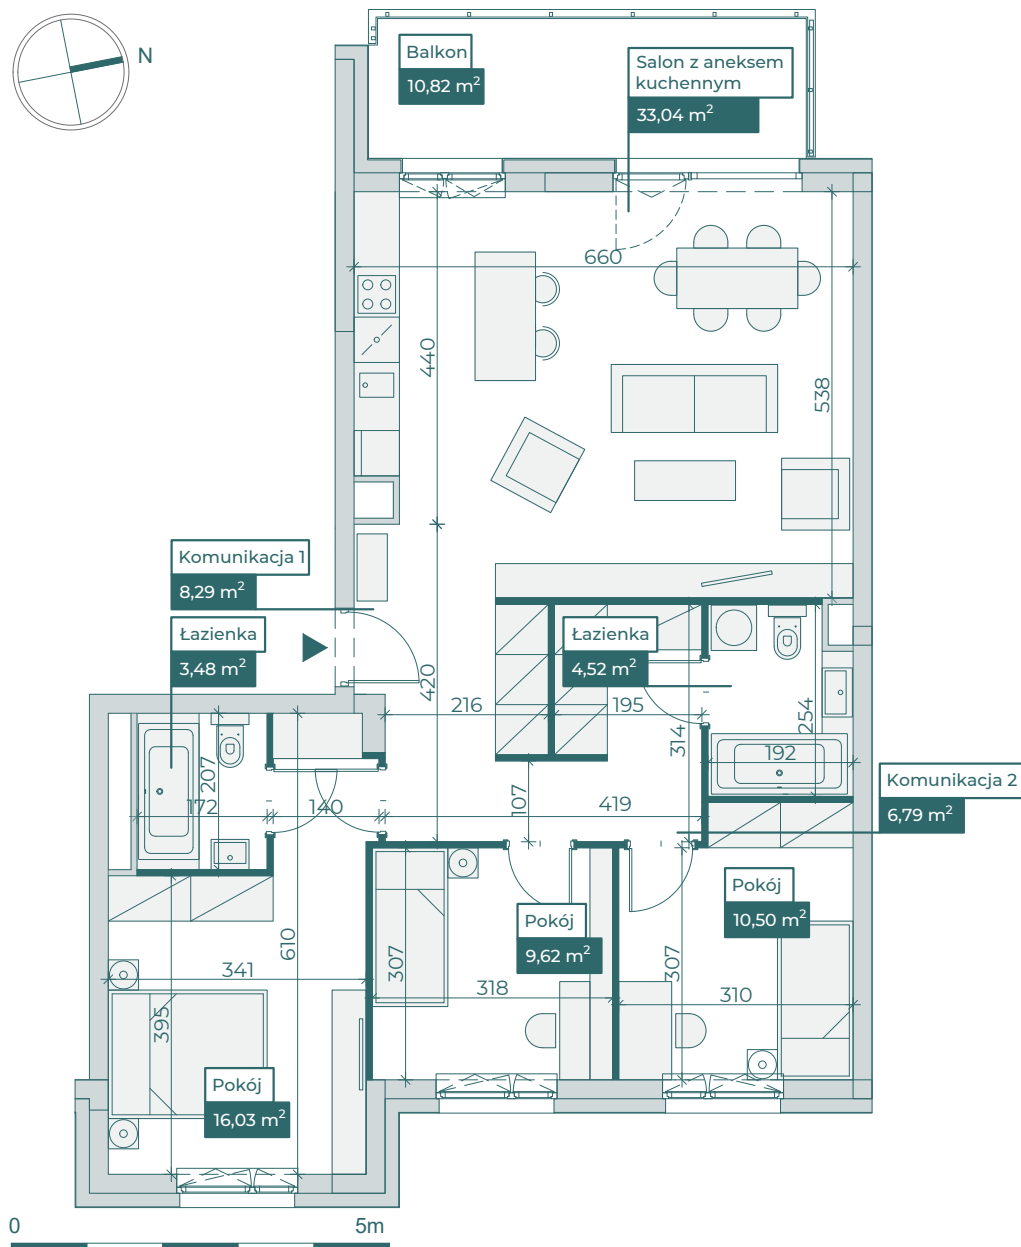 N
Balkon
10,82 m²
Salon z aneksem
kuchennym
33,04 m²
660
440
538
Komunikacja 1
8,29 m²
Łazienka
3,48 m²
Łazienka
4,52 m²
420
216
195
314
254
192
207
172
140
107
419
Komunikacja 2
6,79 m²
Pokój
10,50 m²
Pokój
9,62 m²
610
341
307
318
307
310
395
Pokój
16,03 m²
0
5m